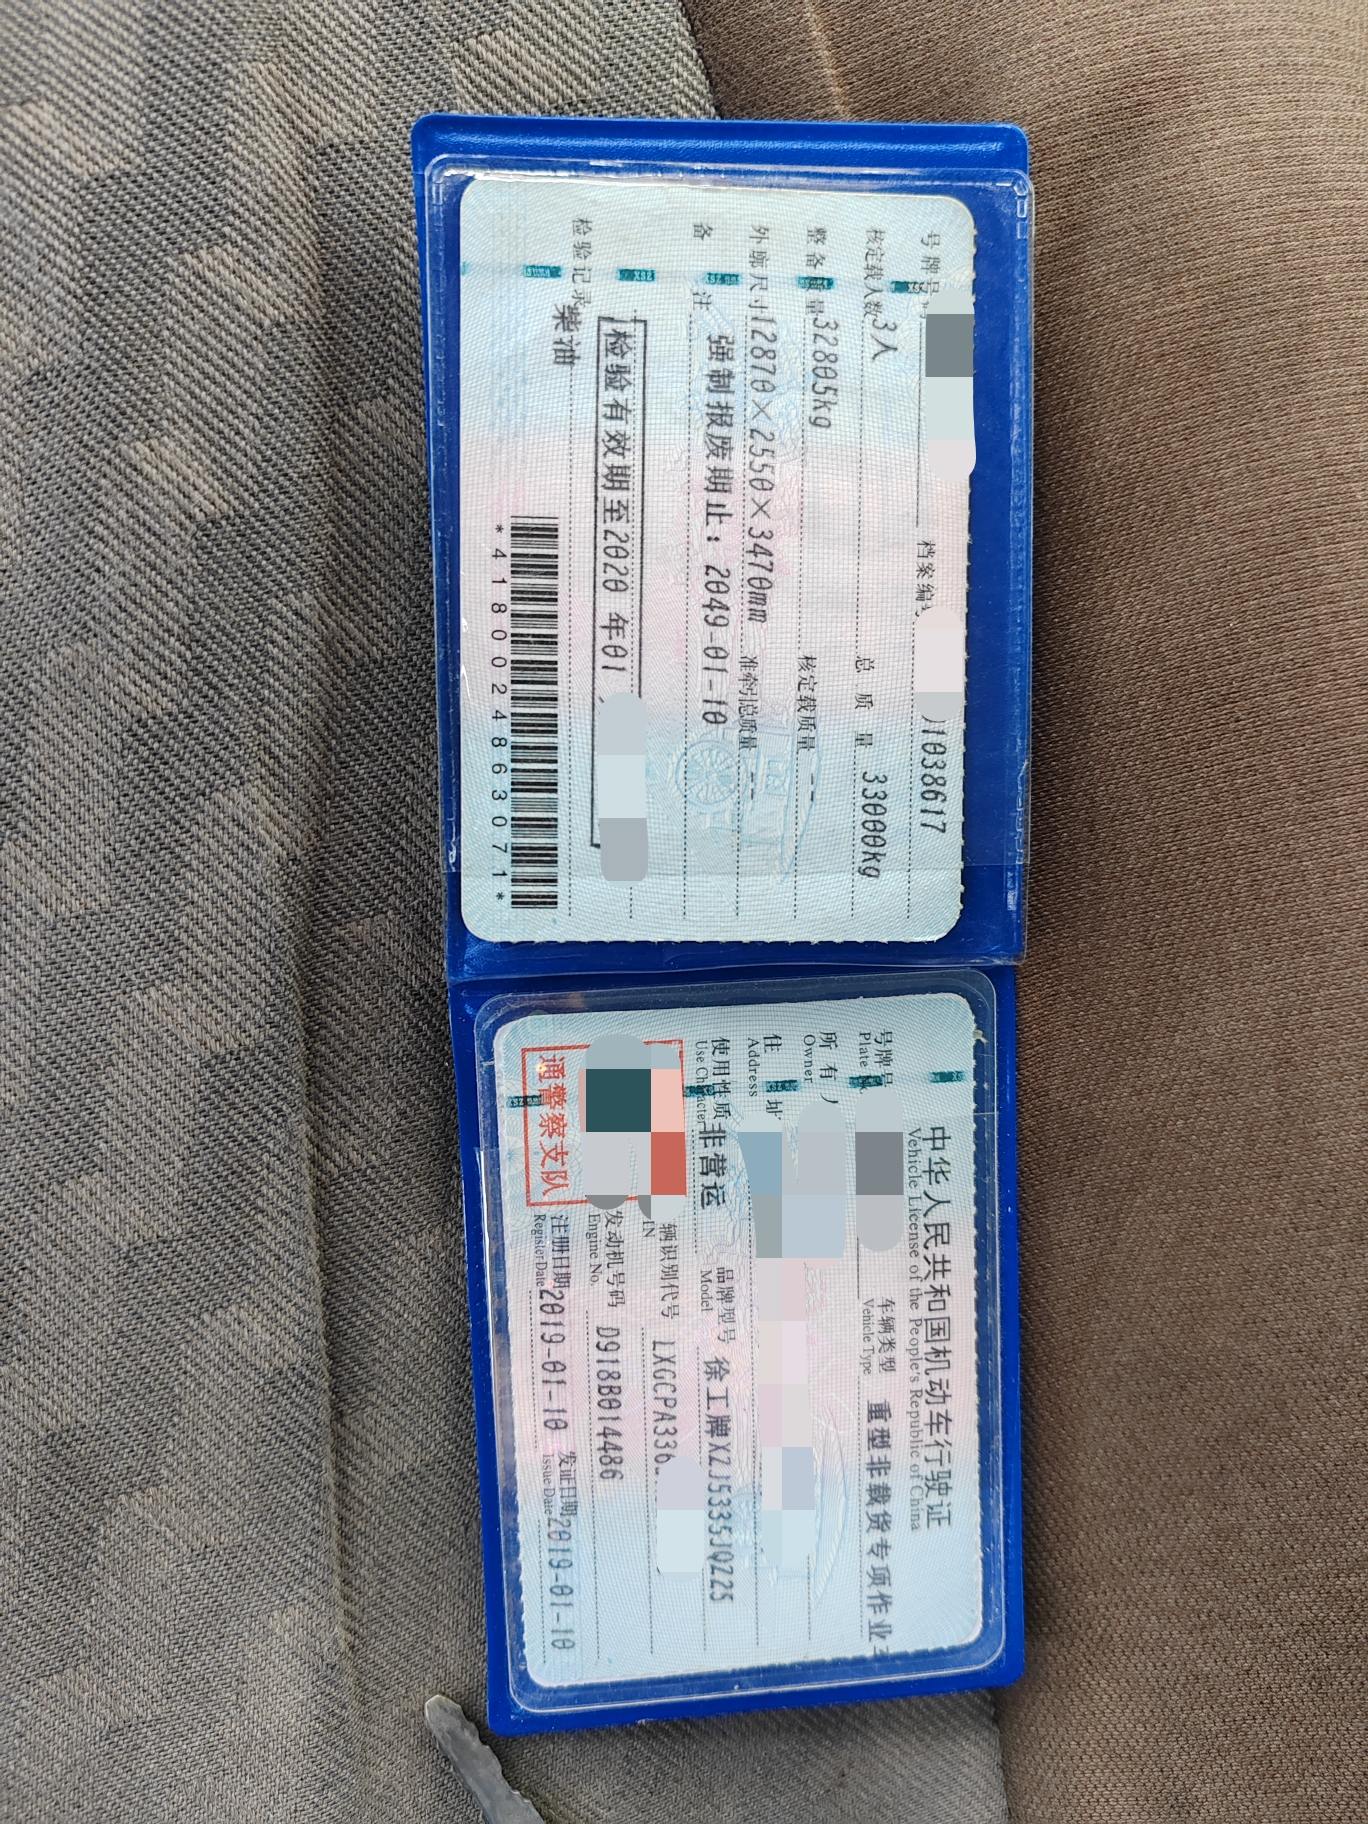 中华人民共和国机动车行驶证
Vehicle License of the People's Republic of China
号牌号
Plate
车辆类型 重型非载货专项作业
Vehicle Type
所有
Owner
住 址
Address
使用性质 非营运
Use Character
品牌型号 徐工牌XZJ5335JQZ25
Model
辆识别代号 LXGCPA336
IN
发动机号码 D918B014486
Engine No.
注册日期 2019-01-10 发证日期 2019-01-10
Register Date Issue Date
通警察支队
号牌号
档案编号 1038617
核定载人数 3人 总质量 33000kg
整备质量 32805kg 核定载质量 --
外廓尺寸 12870×2550×3470mm 准牵引总质量 --
备 注 强制报废期止：2049-01-10
检验有效期至2020 年01
检验记录
柴油
*4180024863071*